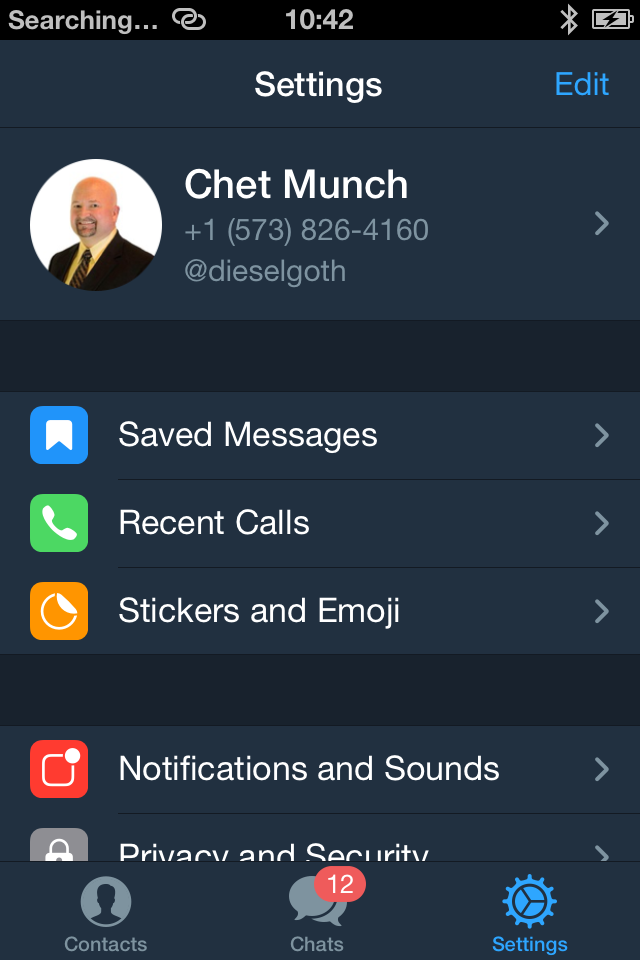 Searching... 10:42
Settings Edit
Chet Munch
+1 (573) 826-4160
@dieselgoth
Saved Messages
Recent Calls
Stickers and Emoji
Notifications and Sounds
Privacy and Security
12
Contacts Chats Settings